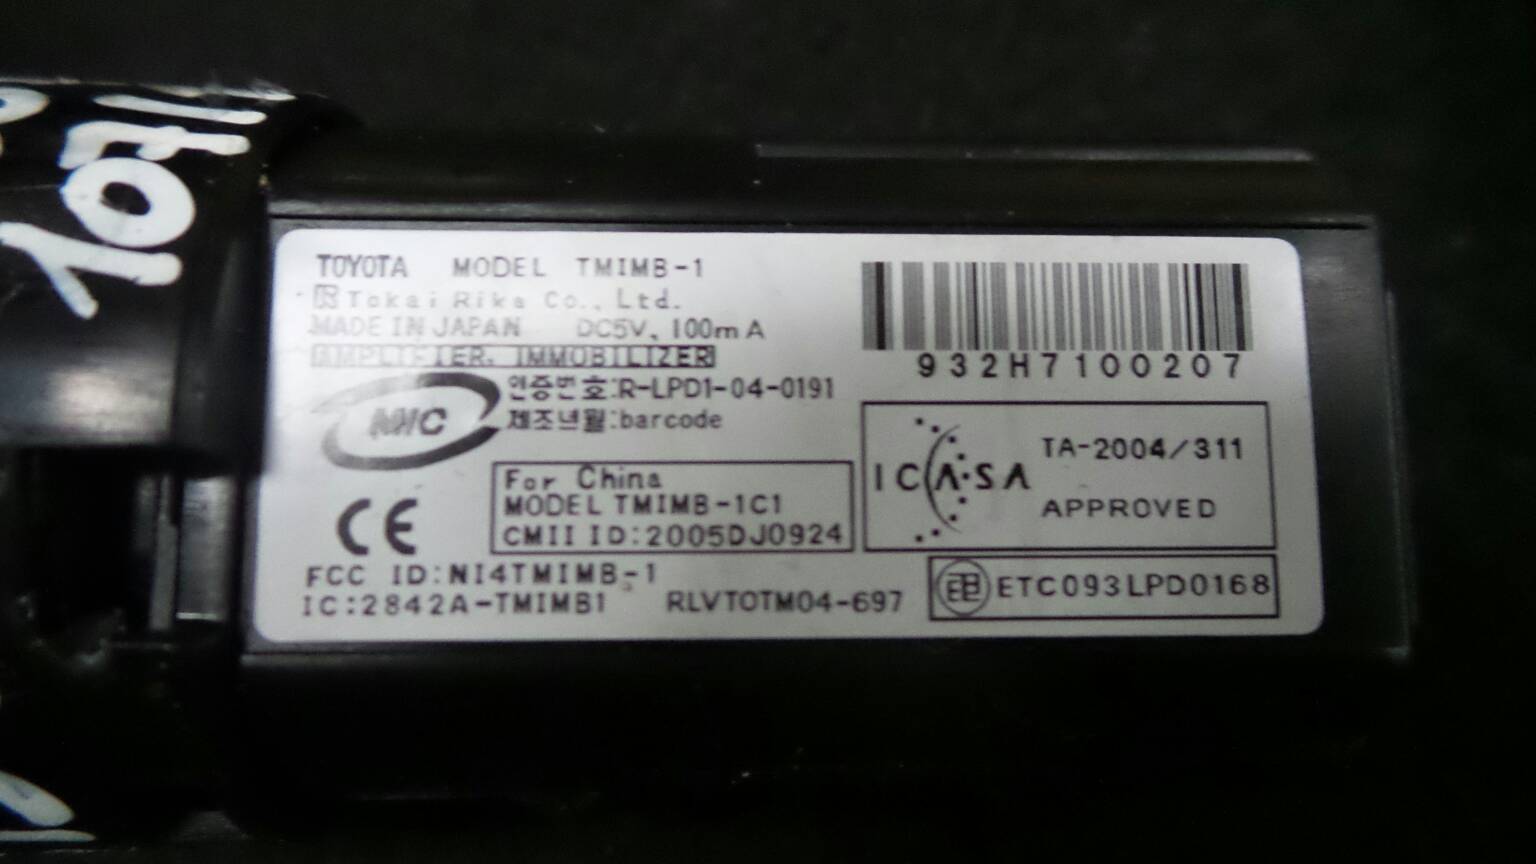 TOYOTA MODEL TMIMB-1
Tokai Rika Co., Ltd.
MADE IN JAPAN DC5V, 100mA
AMPLIFIER, IMMOBILIZER
MIC
인증번호:R-LPD1-04-0191
제조년월:barcode
CE
For China
MODEL TMIMB-1C1
CMII ID:2005DJ0924
FCC ID:NI4TMIMB-1
IC:2842A-TMIMB1 RLVTOTM04-697
932H7100207
ICASA
TA-2004/311
APPROVED
ETC093LPD0168